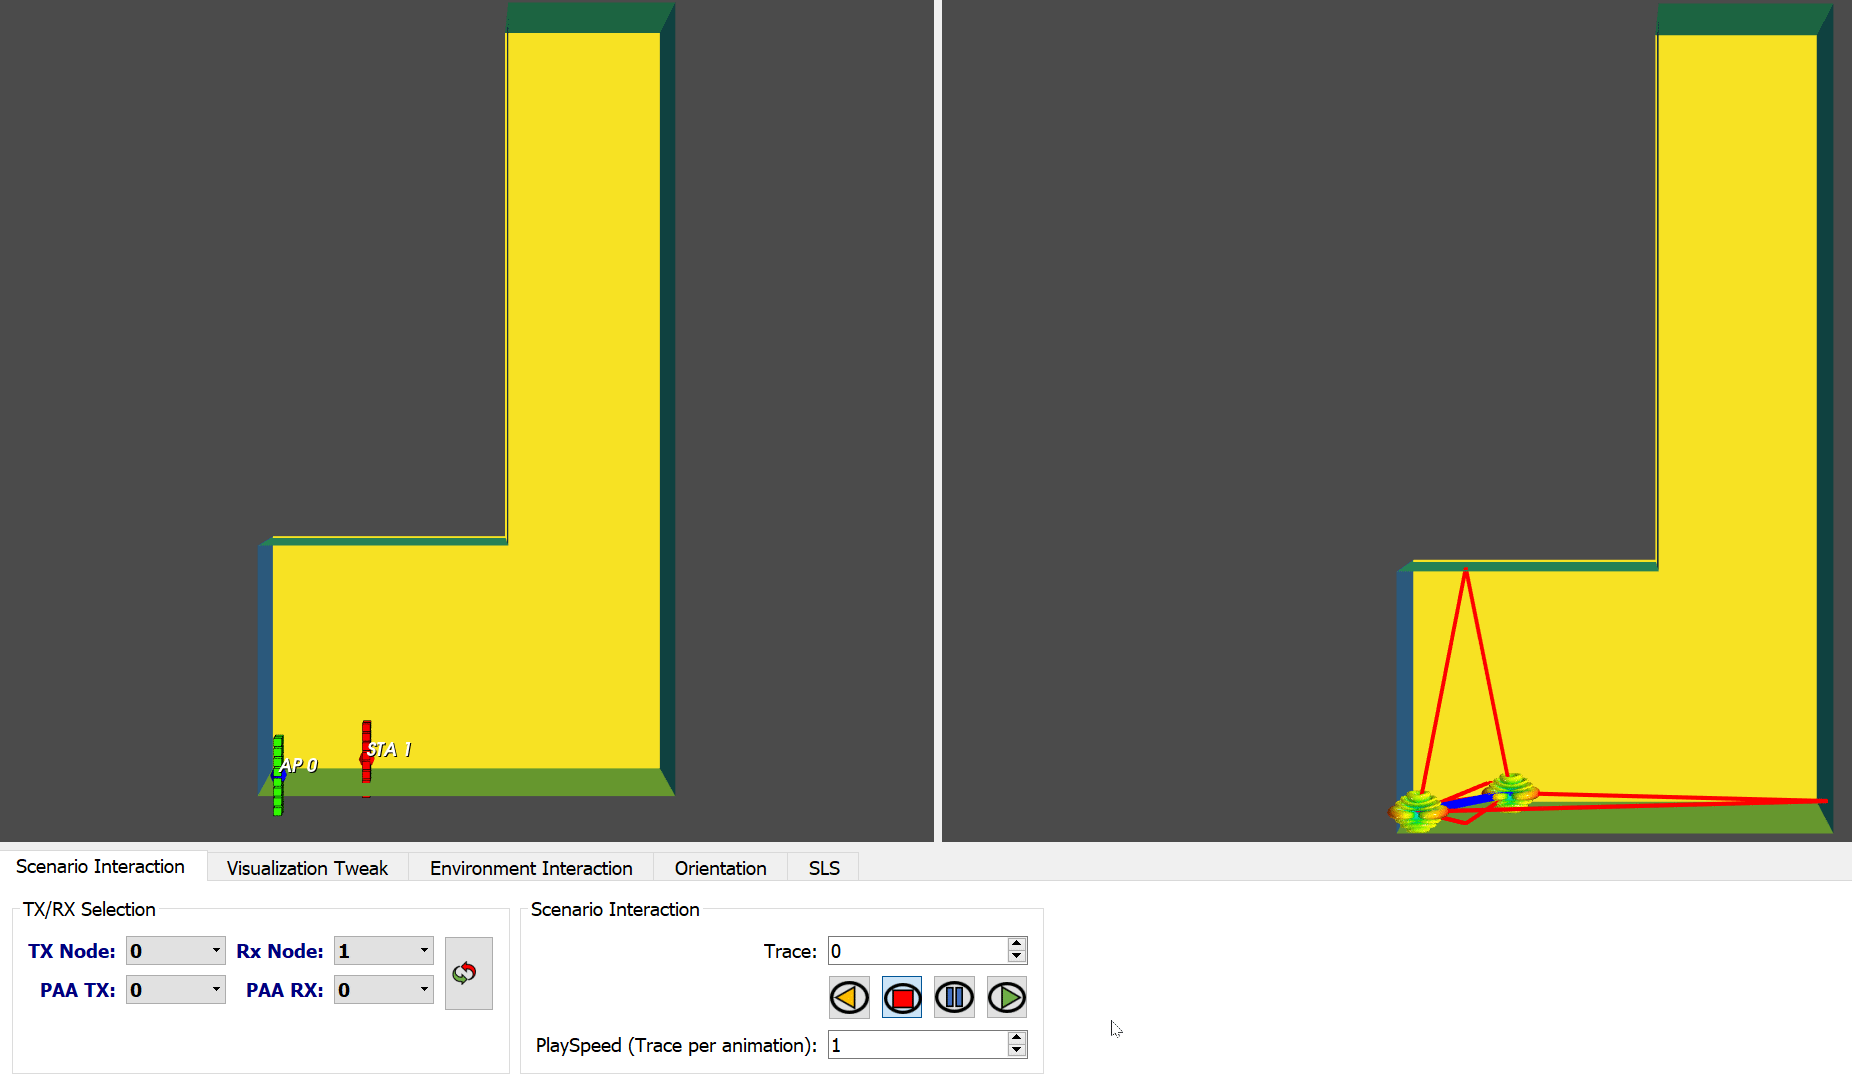 AP 0
STA 1
Scenario Interaction
Visualization Tweak
Environment Interaction
Orientation
SLS
TX/RX Selection
TX Node: 0 Rx Node: 1
PAA TX: 0 PAA RX: 0
Scenario Interaction
Trace: 0
PlaySpeed (Trace per animation): 1